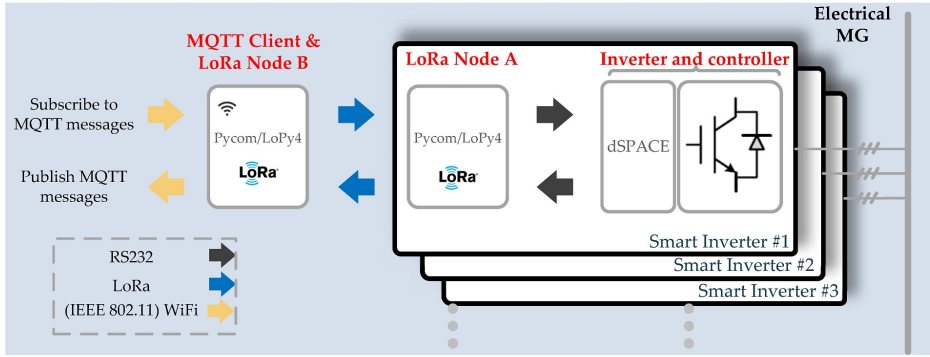 Electrical
MG
MQTT Client &
LoRa Node B
LoRa Node A
Inverter and controller
Subscribe to
MQTT messages
Pycom/LoPy4
LoRa
Pycom/LoPy4
LoRa
dSPACE
Publish MQTT
messages
Smart Inverter #1
Smart Inverter #2
Smart Inverter #3
RS232
LoRa
(IEEE 802.11) WiFi